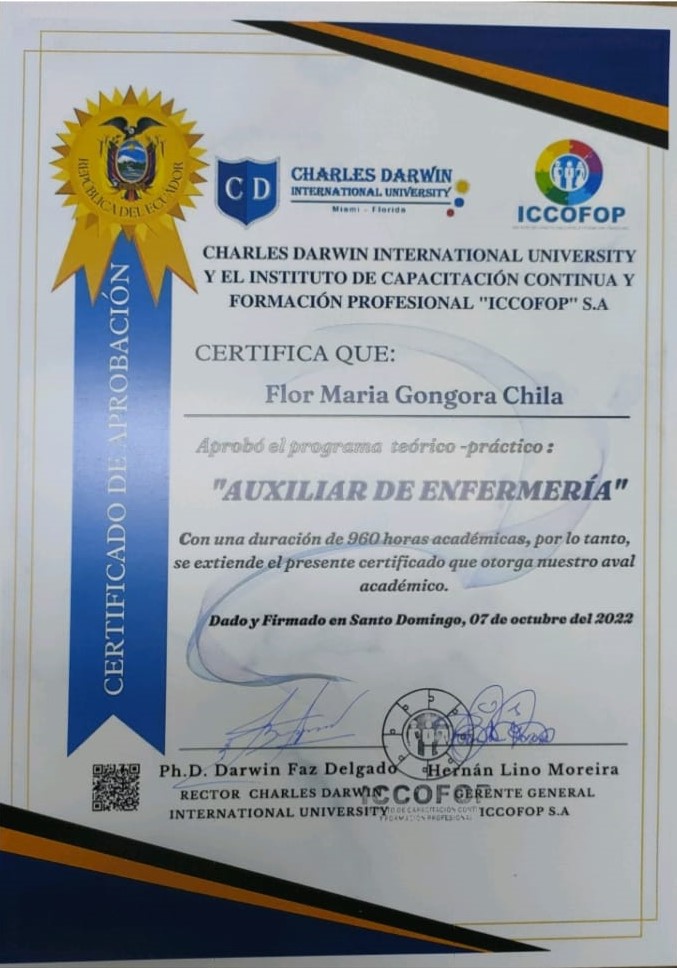 REPÚBLICA DEL ECUADOR
CERTIFICADO DE APROBACIÓN
C D
CHARLES DARWIN
INTERNATIONAL UNIVERSITY
Miami - Florida
ICCOFOP
CHARLES DARWIN INTERNATIONAL UNIVERSITY
Y EL INSTITUTO DE CAPACITACIÓN CONTINUA Y
FORMACIÓN PROFESIONAL "ICCOFOP" S.A
CERTIFICA QUE:
Flor Maria Gongora Chila
Aprobó el programa teórico -práctico :
"AUXILIAR DE ENFERMERÍA"
Con una duración de 960 horas académicas, por lo tanto,
se extiende el presente certificado que otorga nuestro aval
académico.
Dado y Firmado en Santo Domingo, 07 de octubre del 2022
Ph.D. Darwin Faz Delgado
RECTOR CHARLES DARWIN
INTERNATIONAL UNIVERSITY
Hernán Lino Moreira
GERENTE GENERAL
ICCOFOP S.A
ICCOFOP
Y FORMACIÓN PROFESIONAL